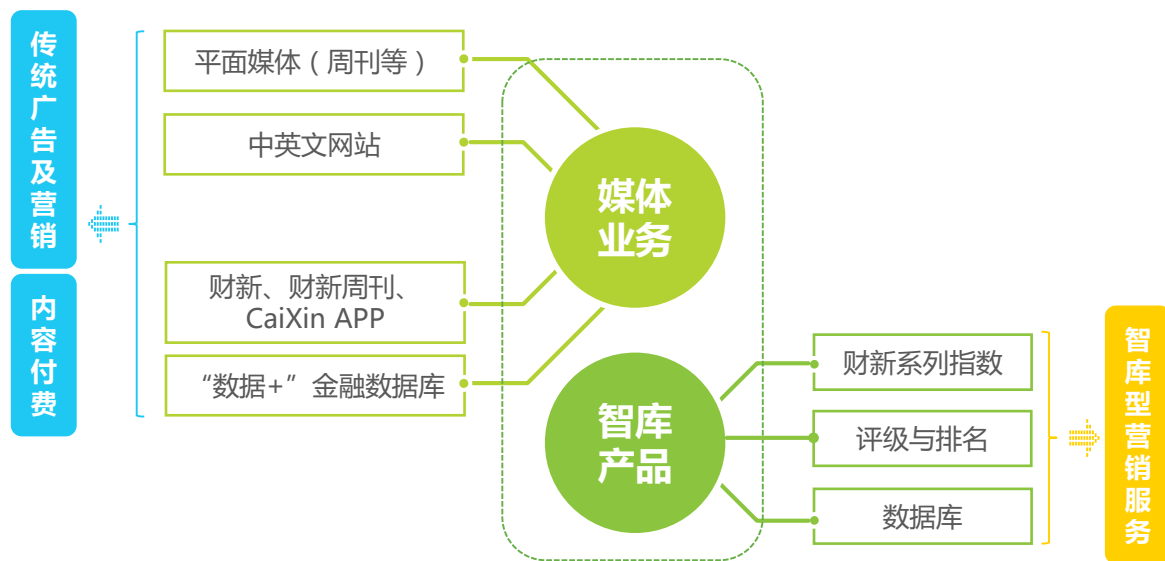 传统广告及营销
内容付费
平面媒体（周刊等）
中英文网站
财新、财新周刊、
CaiXin APP
“数据+”金融数据库
媒体
业务
智库
产品
财新系列指数
评级与排名
数据库
智库型营销服务